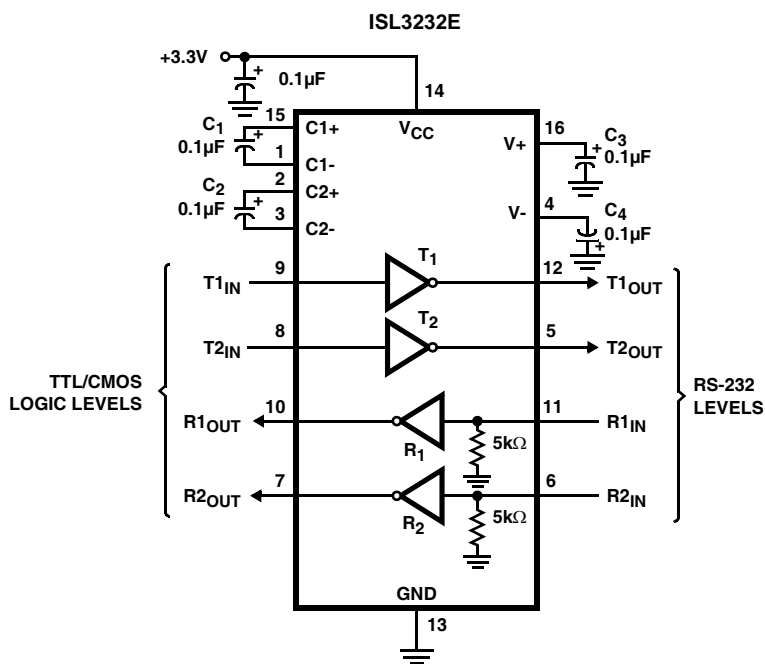 ISL3232E
+3.3V
+
0.1µF
14
15
C1
0.1µF
+
C1+
VCC
1
C1-
16
V+
C3
+
0.1µF
2
C2
0.1µF
+
C2+
3
C2-
4
V-
C4
0.1µF
+
T1IN
9
T1
12
T1OUT
T2IN
8
T2
5
T2OUT
TTL/CMOS
LOGIC LEVELS
RS-232
LEVELS
R1OUT
10
R1
5kΩ
11
R1IN
R2OUT
7
R2
5kΩ
6
R2IN
GND
13